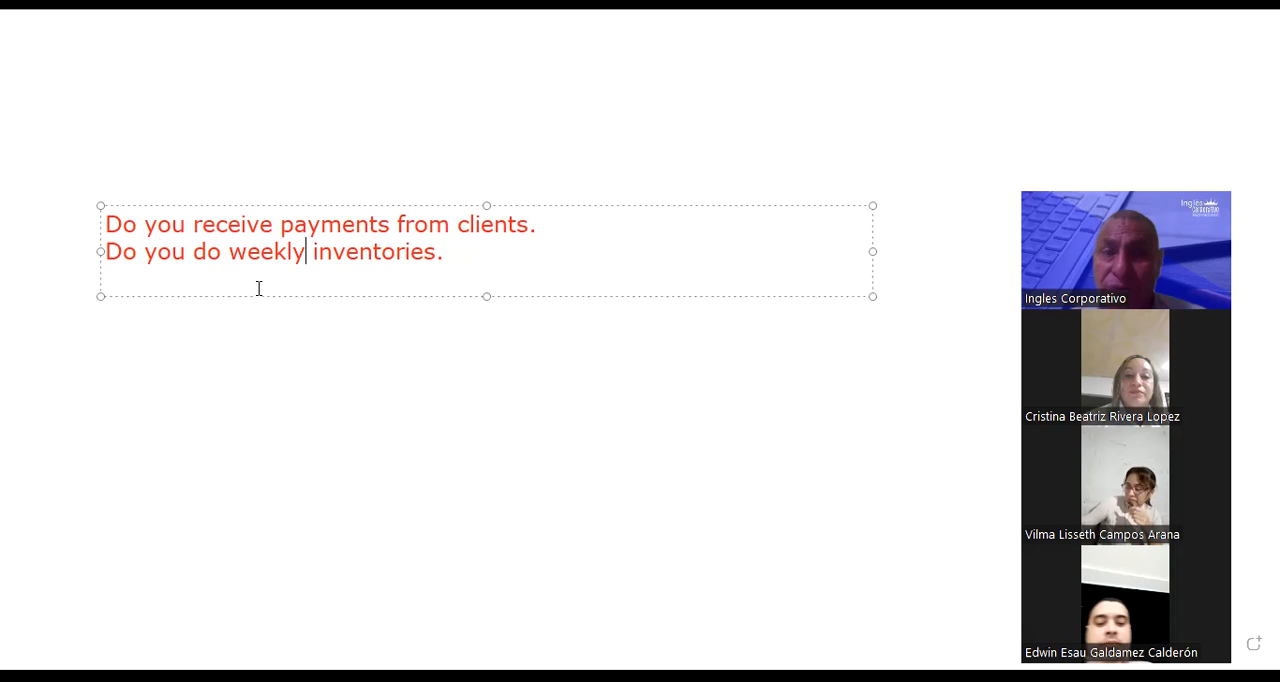 Do you receive payments from clients.
Do you do weekly inventories.
Ingles
Ingles Corporativo
Cristina Beatriz Rivera Lopez
Vilma Lisseth Campos Arana
Edwin Esau Galdamez Calderón